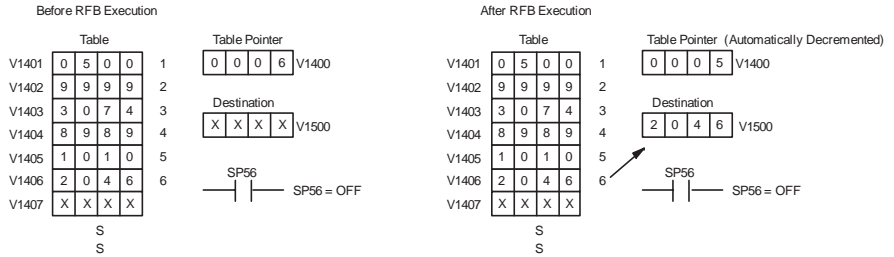 Before RFB Execution
Table
Table Pointer
V1401 0 5 0 0 1
0 0 0 6 V1400
V1402 9 9 9 9 2
Destination
V1403 3 0 7 4 3
X X X X V1500
V1404 8 9 8 9 4
V1405 1 0 1 0 5
V1406 2 0 4 6 6
SP56
SP56 = OFF
V1407 X X X X
S
S
After RFB Execution
Table
Table Pointer (Automatically Decremented)
V1401 0 5 0 0 1
0 0 0 5 V1400
V1402 9 9 9 9 2
Destination
V1403 3 0 7 4 3
2 0 4 6 V1500
V1404 8 9 8 9 4
V1405 1 0 1 0 5
V1406 2 0 4 6 6
SP56
SP56 = OFF
V1407 X X X X
S
S